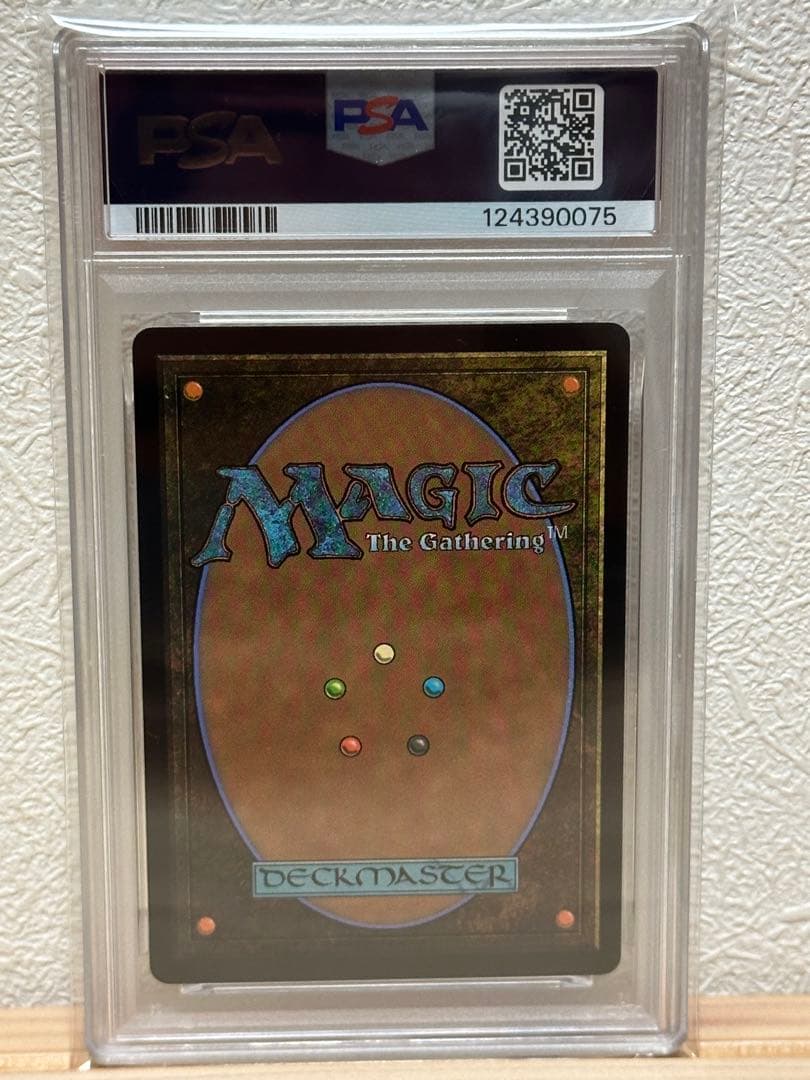 PSA
PSA
124390075
MAGIC
The Gathering™
DECKMASTER